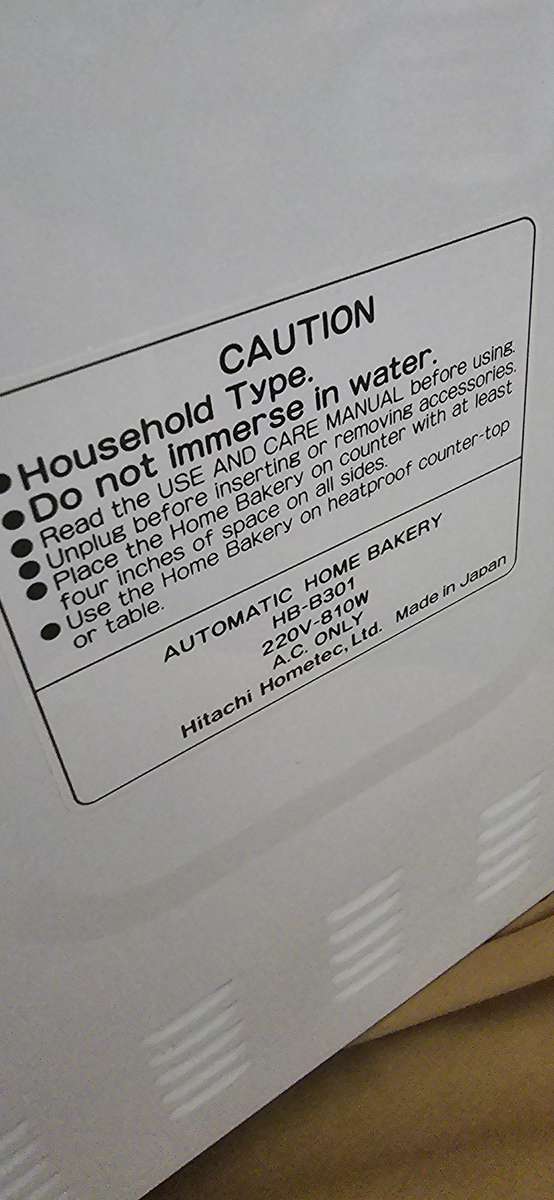 CAUTION
● Household Type.
● Do not immerse in water.
● Read the USE AND CARE MANUAL before using.
● Unplug before inserting or removing accessories.
● Place the Home Bakery on counter with at least
four inches of space on all sides.
● Use the Home Bakery on heatproof counter-top
or table.
AUTOMATIC HOME BAKERY
HB-B301
220V-810W
A.C. ONLY
Hitachi Hometec, Ltd. Made in Japan